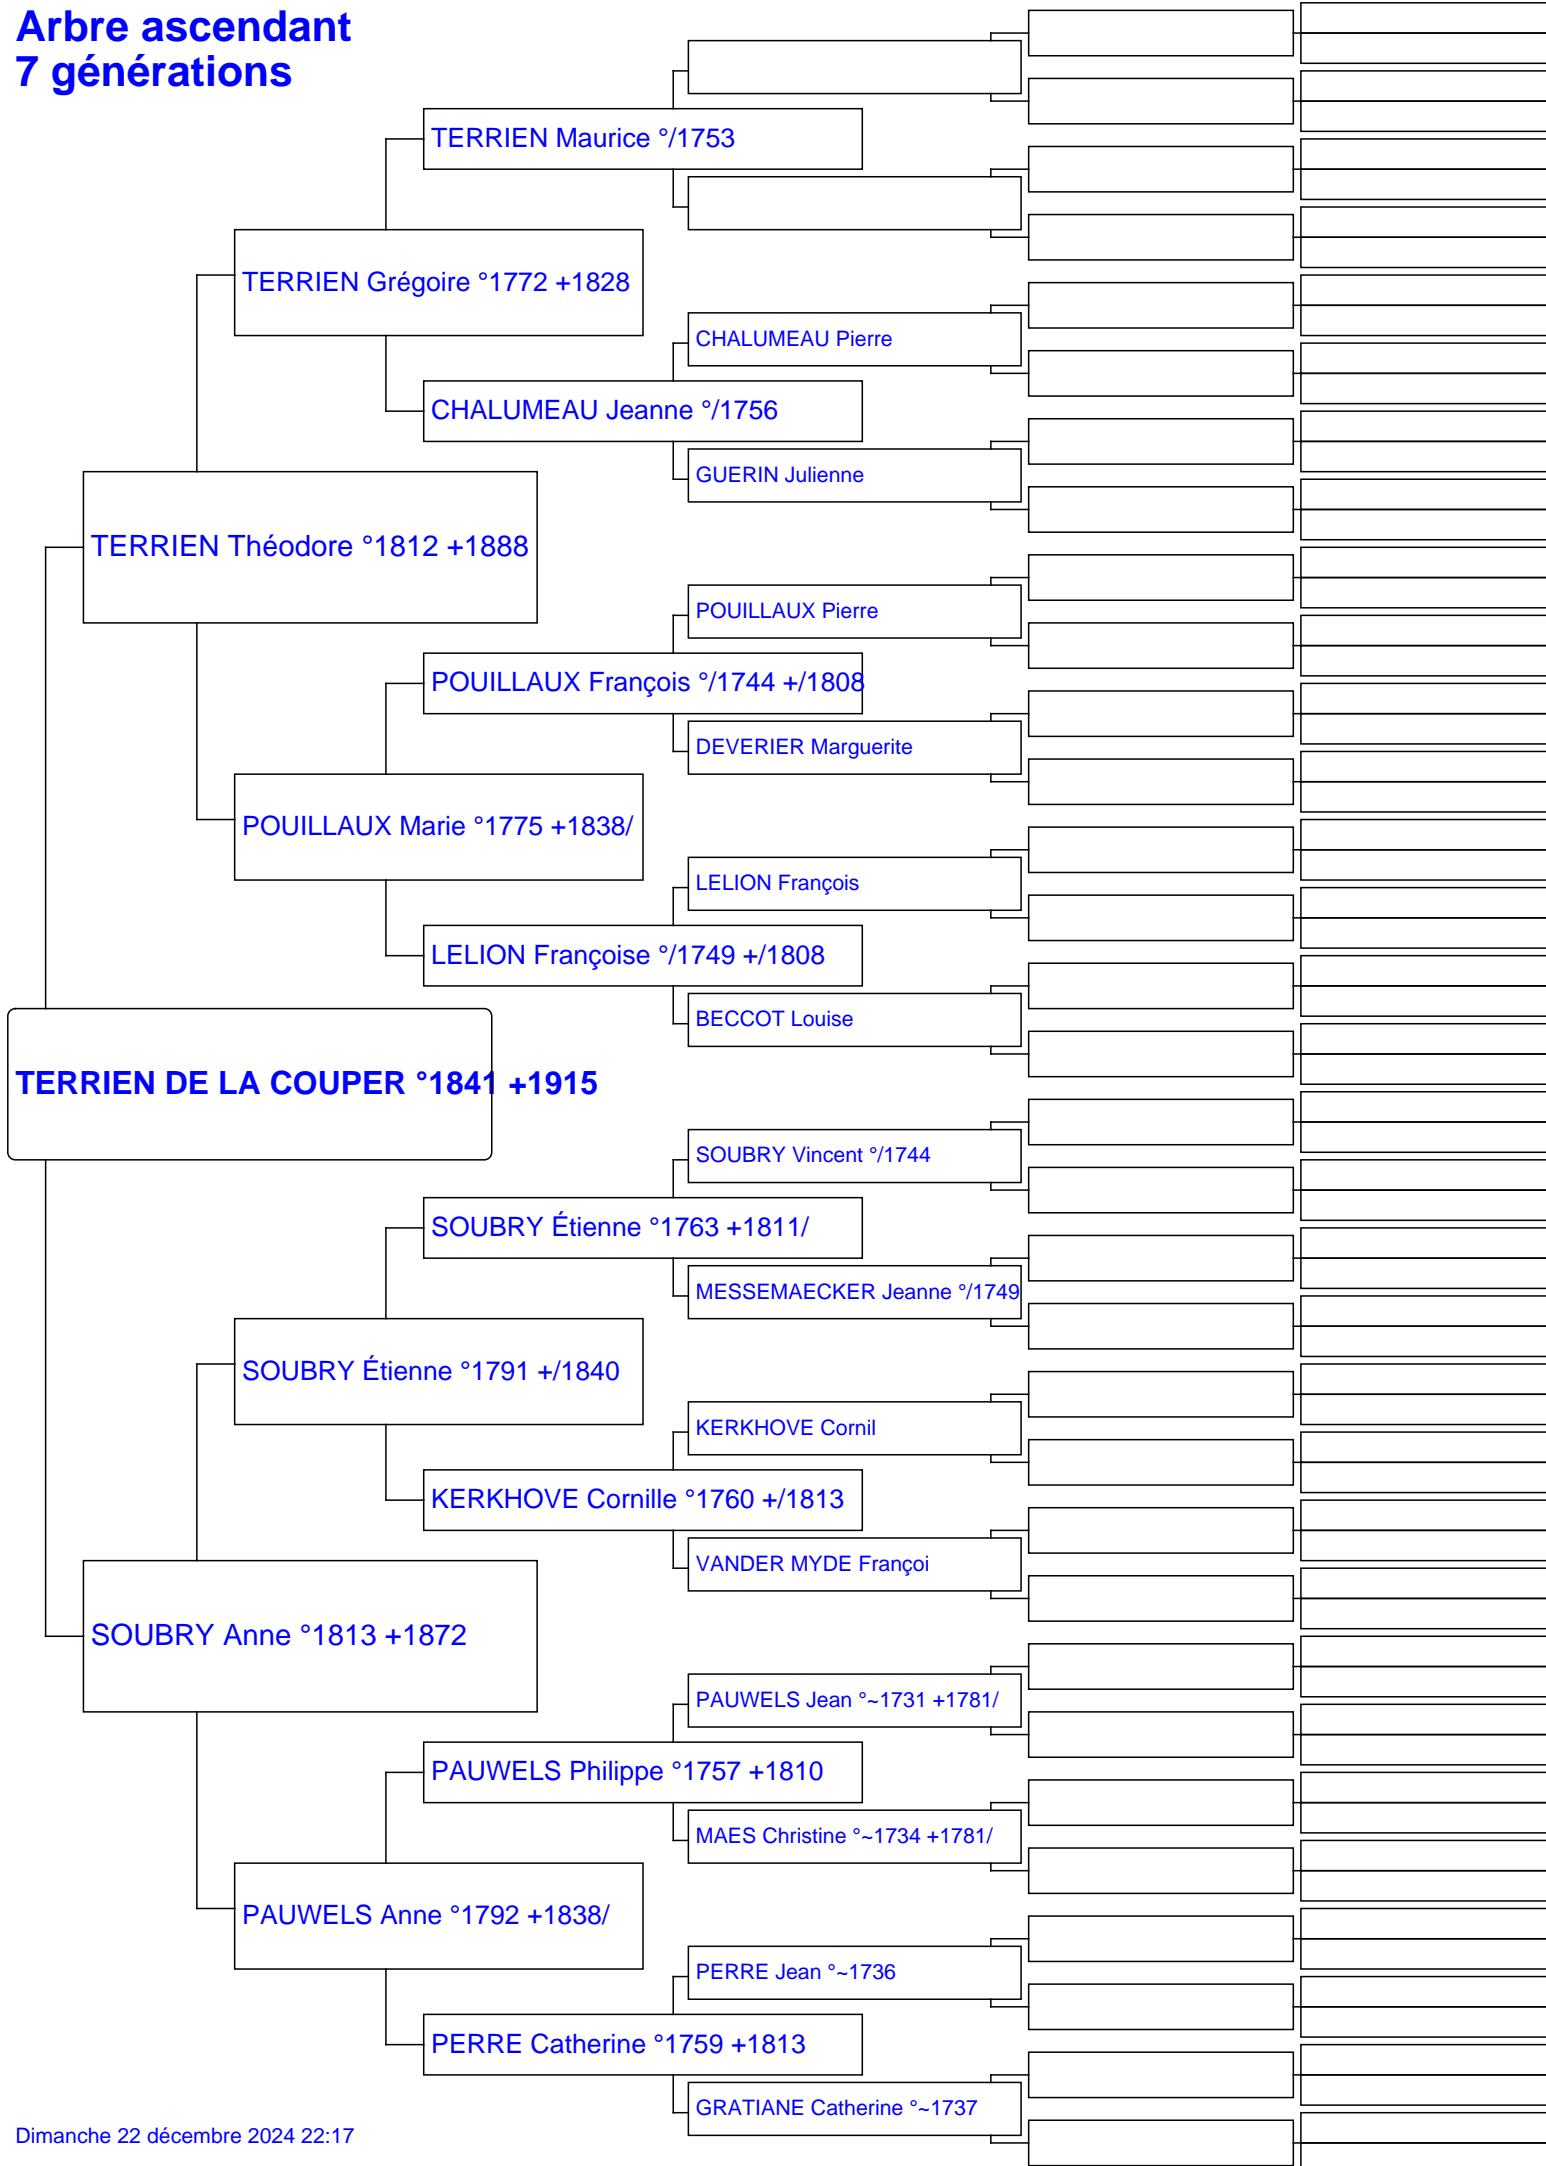 Arbre ascendant
7 générations
TERRIEN Maurice °/1753
TERRIEN Grégoire °1772 +1828
CHALUMEAU Pierre
CHALUMEAU Jeanne °/1756
GUERIN Julienne
TERRIEN Théodore °1812 +1888
POUILLAUX Pierre
POUILLAUX François °/1744 +/1808
DEVERIER Marguerite
POUILLAUX Marie °1775 +1838/
LELION François
LELION Françoise °/1749 +/1808
BECCOT Louise
TERRIEN DE LA COUPER °1841 +1915
SOUBRY Vincent °/1744
SOUBRY Étienne °1763 +1811/
MESSEMAECKER Jeanne °/1749
SOUBRY Étienne °1791 +/1840
KERKHOVE Cornil
KERKHOVE Cornille °1760 +/1813
VANDER MYDE Françoi
SOUBRY Anne °1813 +1872
PAUWELS Jean °~1731 +1781/
PAUWELS Philippe °1757 +1810
MAES Christine °~1734 +1781/
PAUWELS Anne °1792 +1838/
PERRE Jean °~1736
PERRE Catherine °1759 +1813
GRATIANE Catherine °~1737
Dimanche 22 décembre 2024 22:17